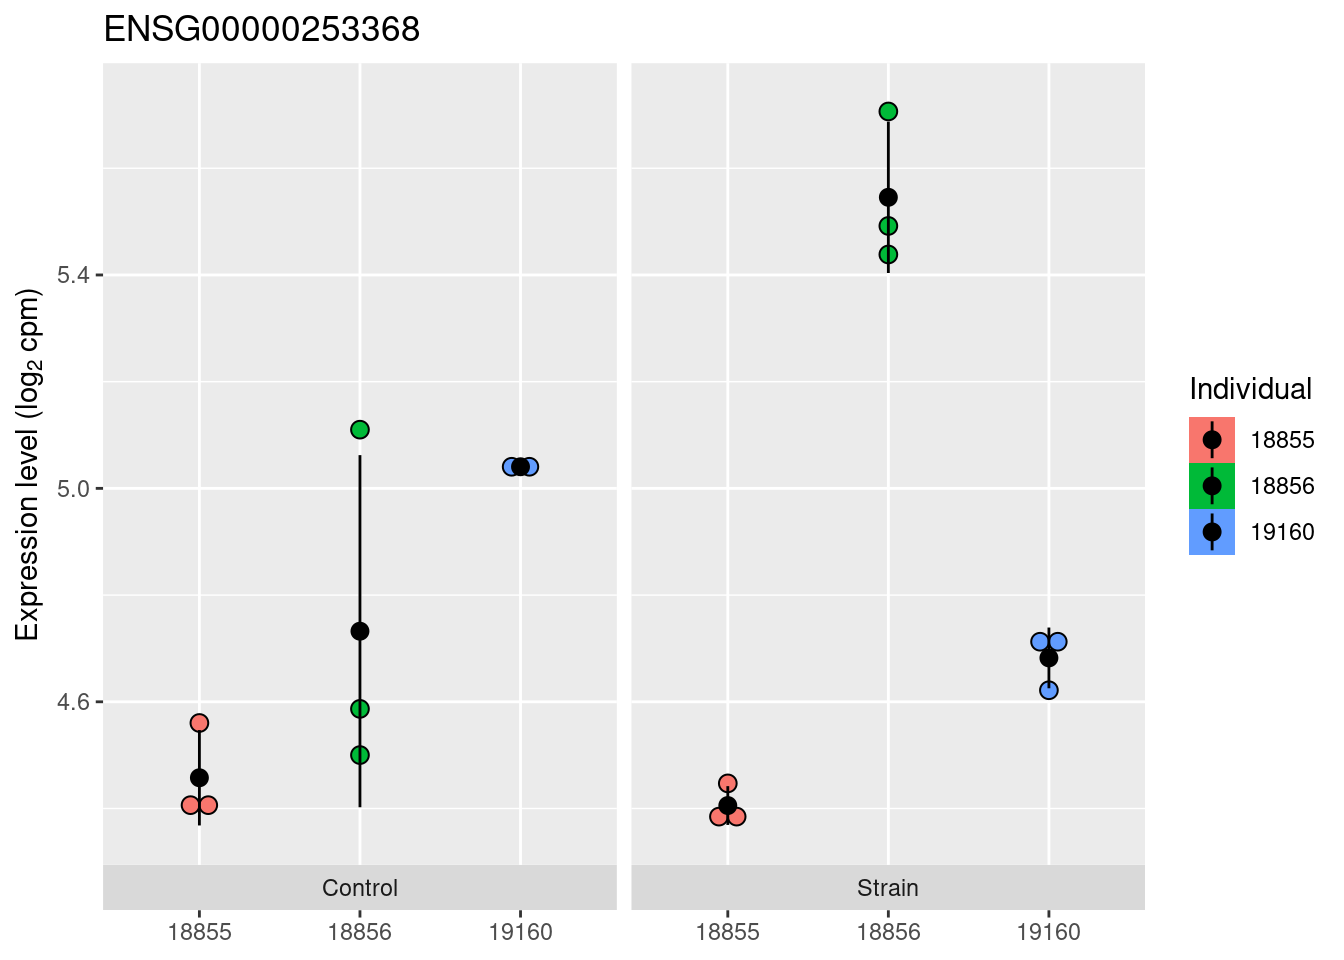 ENSG00000253368
Expression level (log₂ cpm)
5.4
5.0
4.6
Control
Strain
18855
18856
19160
18855
18856
19160
Individual
18855
18856
19160